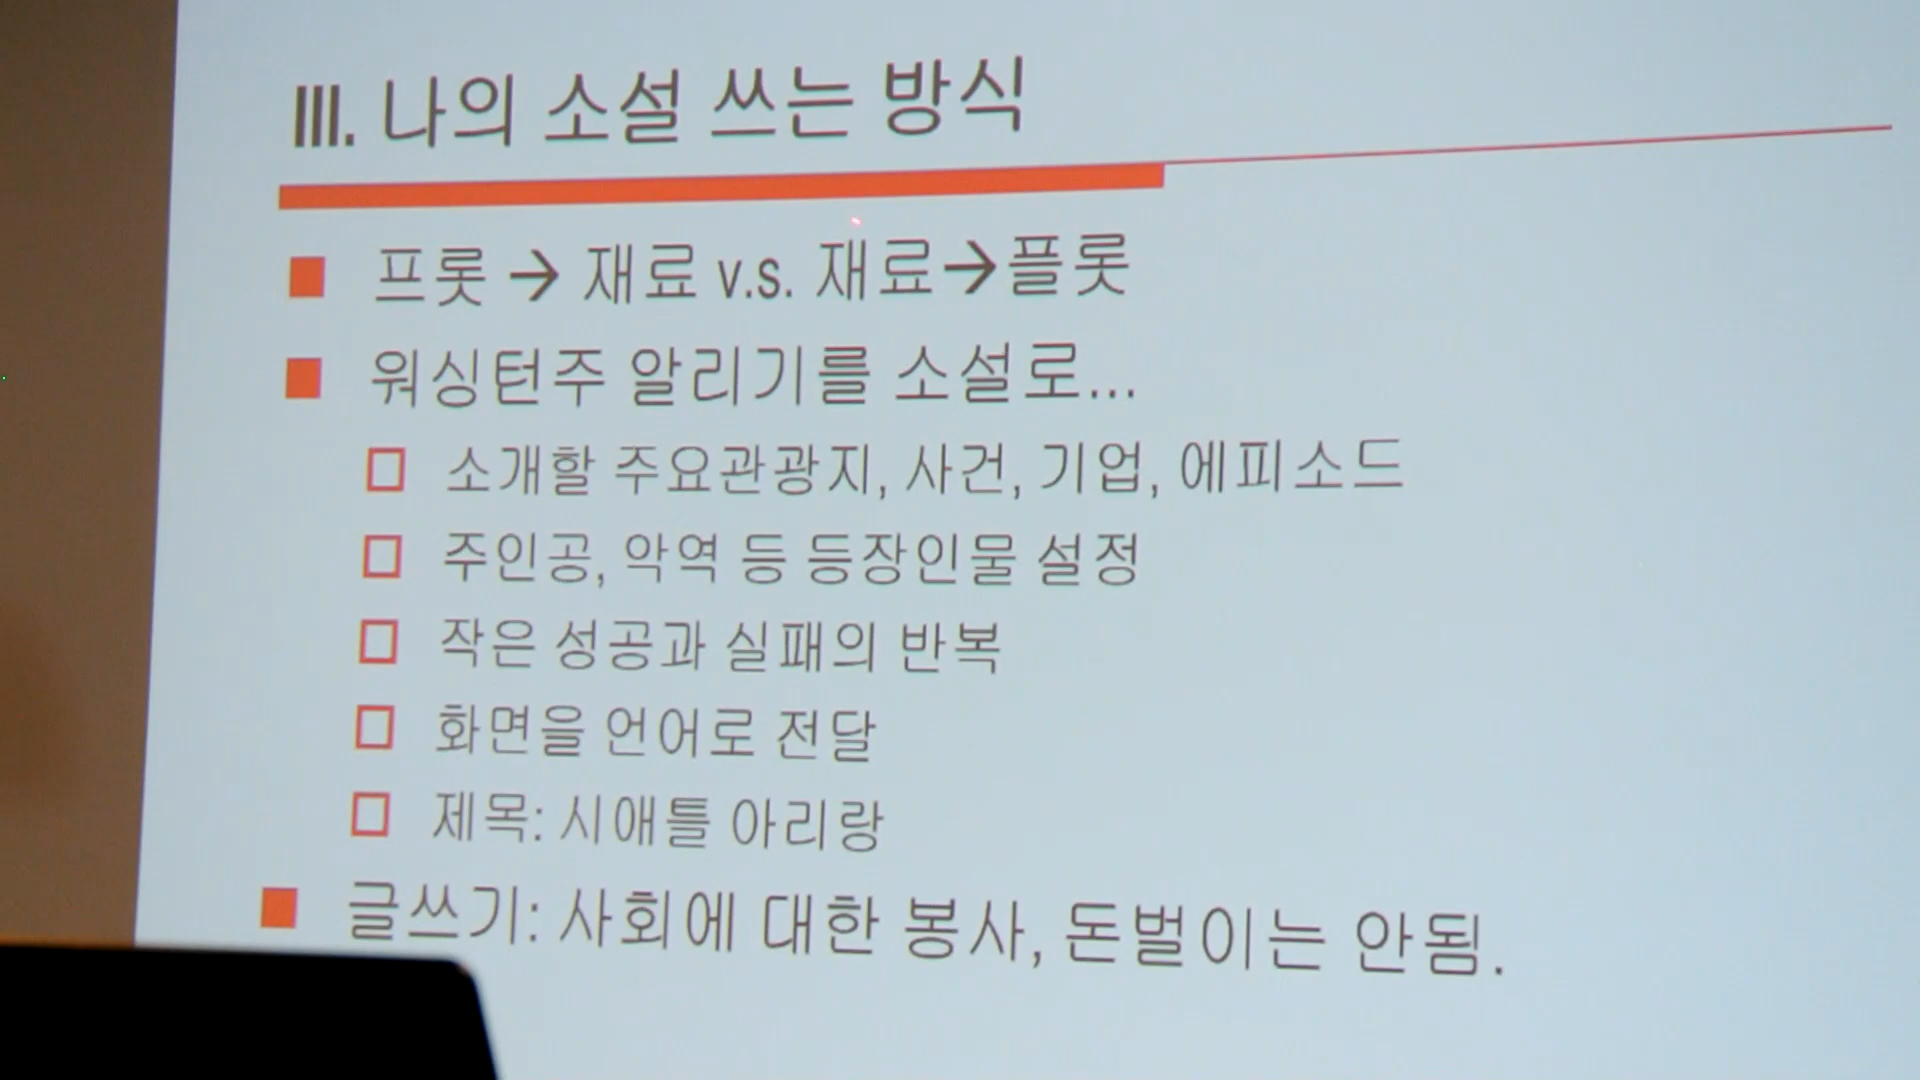 III. 나의 소설 쓰는 방식
■ 프롯 → 재료 v.s. 재료→플롯
■ 워싱턴주 알리기를 소설로...
□ 소개할 주요관광지, 사건, 기업, 에피소드
□ 주인공, 악역 등 등장인물 설정
□ 작은 성공과 실패의 반복
□ 화면을 언어로 전달
□ 제목: 시애틀 아리랑
■ 글쓰기: 사회에 대한 봉사, 돈벌이는 안됨.